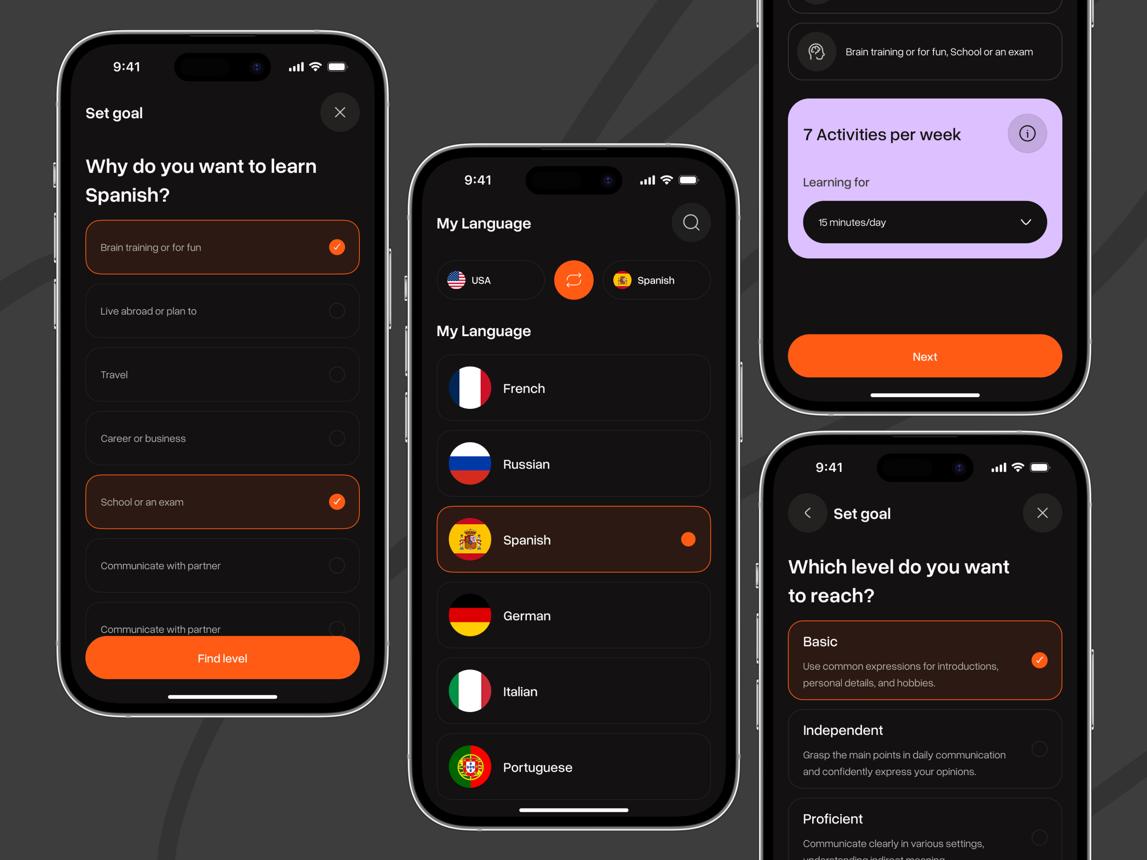 9:41
Set goal
Why do you want to learn
Spanish?
Brain training or for fun
Live abroad or plan to
Travel
Career or business
School or an exam
Communicate with partner
Communicate with partner
Find level
9:41
My Language
USA
Spanish
My Language
French
Russian
Spanish
German
Italian
Portuguese
Brain training or for fun, School or an exam
7 Activities per week
Learning for
15 minutes/day
Next
9:41
Set goal
Which level do you want
to reach?
Basic
Use common expressions for introductions,
personal details, and hobbies.
Independent
Grasp the main points in daily communication
and confidently express your opinions.
Proficient
Communicate clearly in various settings,
understanding indirect meaning